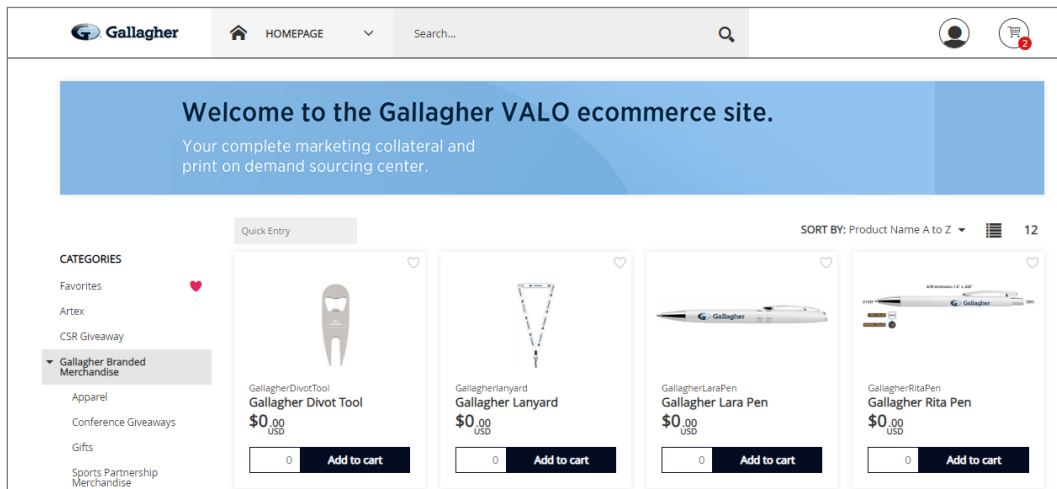 Gallagher
HOMEPAGE
Search...
2
Welcome to the Gallagher VALO ecommerce site.
Your complete marketing collateral and
print on demand sourcing center.
Quick Entry
SORT BY: Product Name A to Z
12
CATEGORIES
Favorites
Artex
CSR Giveaway
Gallagher Branded
Merchandise
Apparel
Conference Giveaways
Gifts
Sports Partnership
Merchandise
GallagherDivotTool
Gallagher Divot Tool
$0.00
USD
0 Add to cart
Gallagherlanyard
Gallagher Lanyard
$0.00
USD
0 Add to cart
Gallagher
GallagherLaraPen
Gallagher Lara Pen
$0.00
USD
0 Add to cart
Gallagher
GallagherRitaPen
Gallagher Rita Pen
$0.00
USD
0 Add to cart